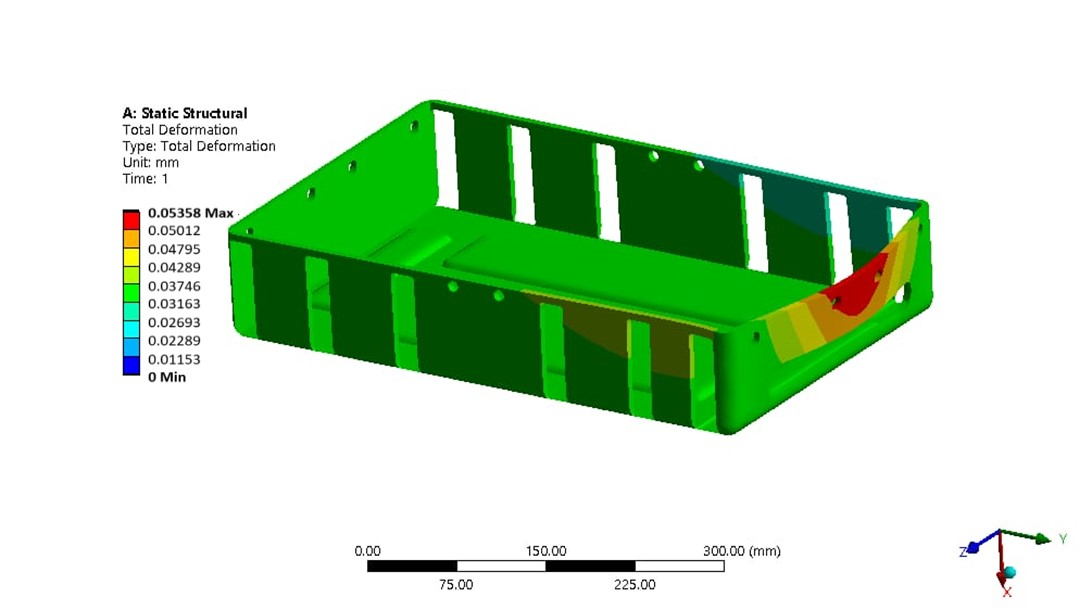 A: Static Structural
Total Deformation
Type: Total Deformation
Unit: mm
Time: 1
0.05358 Max
0.05012
0.04795
0.04289
0.03746
0.03163
0.02693
0.02289
0.01153
0 Min
0.00 150.00 300.00 (mm)
75.00 225.00
Z Y
X